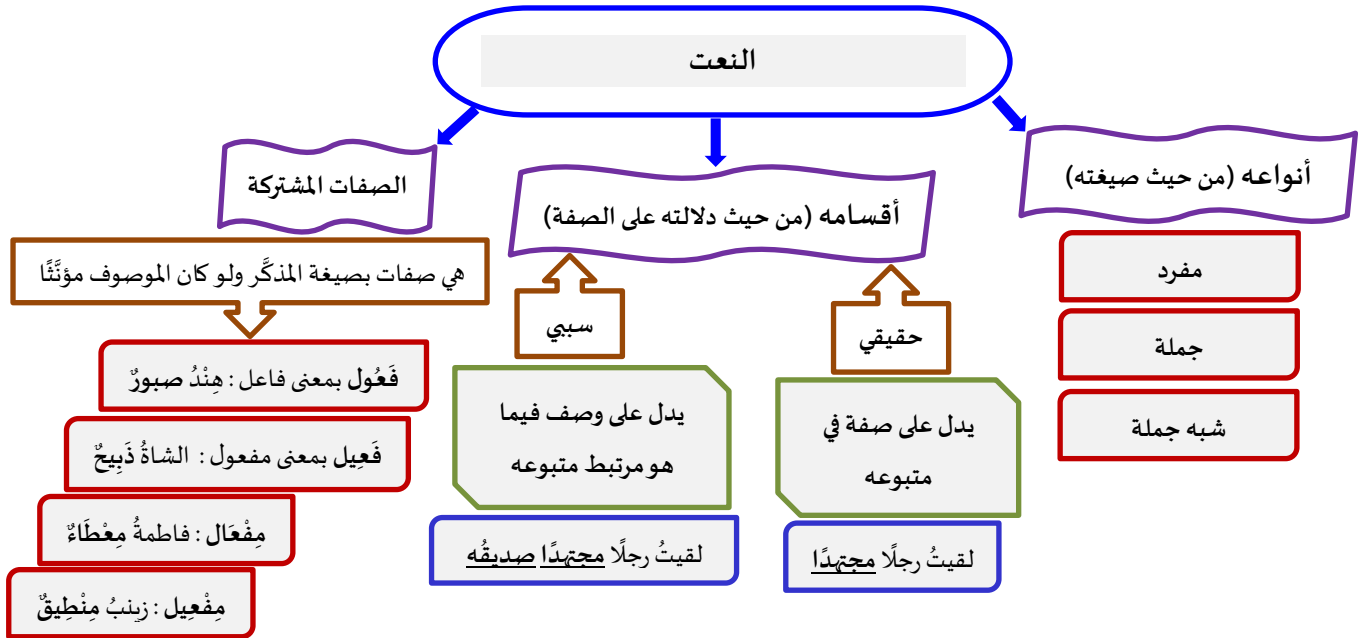 النعت
أنواعه (من حيث صيغته)
مفرد
جملة
شبه جملة
أقسامه (من حيث دلالته على الصفة)
حقيقي
يدل على صفة في
متبوعه
لقيتُ رجلًا مجتهدًا
سببي
يدل على وصف فيما
هو مرتبط متبوعه
لقيتُ رجلًا مجتهدًا صديقُه
الصفات المشتركة
هي صفات بصيغة المذكَّر ولو كان الموصوف مؤنَّثًا
فَعُول بمعنى فاعل : هِنْدُ صبورٌ
فَعِيل بمعنى مفعول : الشاةُ ذَبِيحٌ
مِفْعَال : فاطمةُ مِعْطَاءٌ
مِفْعِيل : زينبُ مِنْطِيقٌ